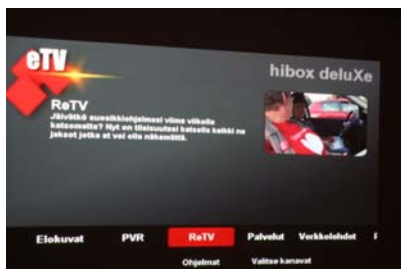 eTV
hibox deluXe
ReTV
Jäivätkö suosikkiohjelmasi viime viikolla
katsomatta? Nyt on tilaisuutesi katsella kaikki ne
jaksot jotka et voi olla näkemättä.
Elokuvat PVR ReTV Palvelut Verkkolehdet
Ohjelmat Valitse kanavat